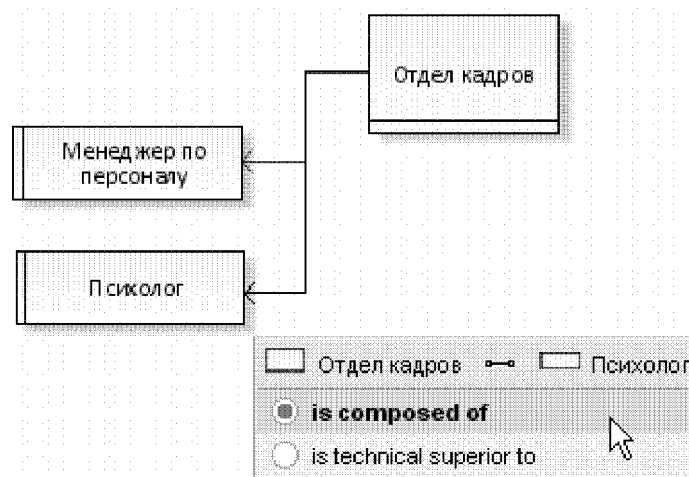 Отдел кадров
Менеджер по
персоналу
Психолог
Отдел кадров Психолог
is composed of
is technical superior to